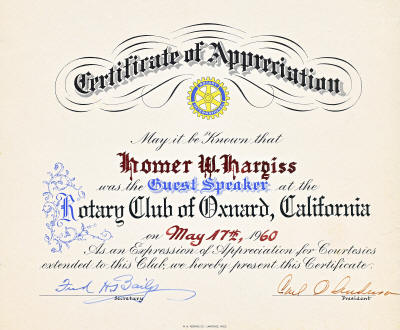 Certificate of Appreciation
May it be Known that
Homer W. Hargiss
was the Guest Speaker at the
Rotary Club of Oxnard, California
on May 17th, 1960
As an Expression of Appreciation for Courtesies
extended to this Club, we hereby present this Certificate.
Carl O Anderson
Secretary President